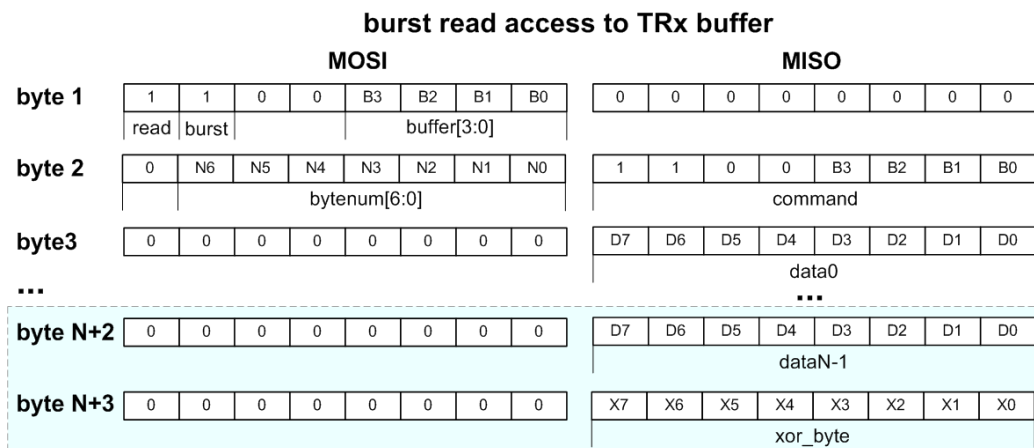 burst read access to TRx buffer
MOSI MISO
byte 1 1 1 0 0 B3 B2 B1 B0 0 0 0 0 0 0 0 0
read burst buffer[3:0]
byte 2 0 N6 N5 N4 N3 N2 N1 N0 1 1 0 0 B3 B2 B1 B0
bytenum[6:0] command
byte3 0 0 0 0 0 0 0 0 D7 D6 D5 D4 D3 D2 D1 D0
data0
... ...
byte N+2 0 0 0 0 0 0 0 0 D7 D6 D5 D4 D3 D2 D1 D0
dataN-1
byte N+3 0 0 0 0 0 0 0 0 X7 X6 X5 X4 X3 X2 X1 X0
xor_byte